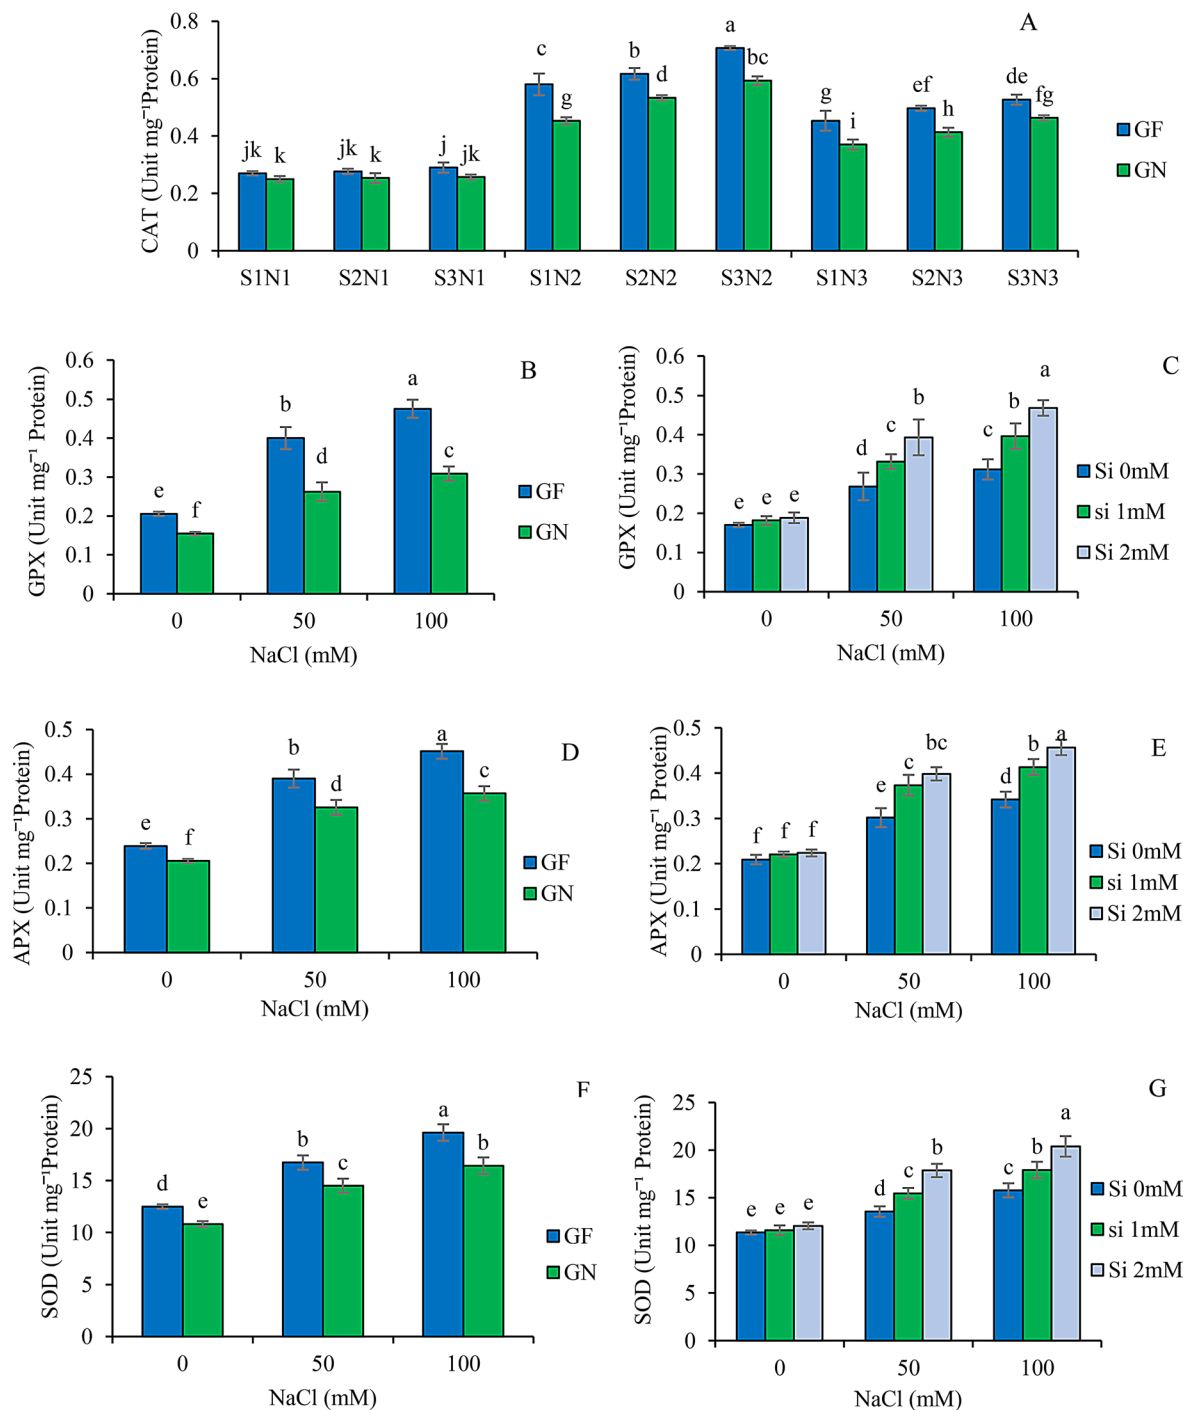 A
CAT (Unit mg⁻¹Protein)
0.8
0.6
0.4
0.2
0
jk k jk k j jk c g b d a bc g i ef h de fg
S1N1 S2N1 S3N1 S1N2 S2N2 S3N2 S1N3 S2N3 S3N3
GF
GN
B
GPX (Unit mg⁻¹ Protein)
0.6
0.5
0.4
0.3
0.2
0.1
0
e f b d a c
0 50 100
NaCl (mM)
GF
GN
C
GPX (Unit mg⁻¹Protein)
0.6
0.5
0.4
0.3
0.2
0.1
0
e e e d c b c b a
0 50 100
NaCl (mM)
Si 0mM
si 1mM
Si 2mM
D
APX (Unit mg⁻¹Protein)
0.5
0.4
0.3
0.2
0.1
0
e f b d a c
0 50 100
NaCl (mM)
GF
GN
E
APX (Unit mg⁻¹ Protein)
0.5
0.4
0.3
0.2
0.1
0
f f f e c bc d b a
0 50 100
NaCl (mM)
Si 0mM
si 1mM
Si 2mM
F
SOD (Unit mg⁻¹Protein)
25
20
15
10
5
0
d e b c a b
0 50 100
NaCl (mM)
GF
GN
G
SOD (Unit mg⁻¹ Protein)
25
20
15
10
5
0
e e e d c b c b a
0 50 100
NaCl (mM)
Si 0mM
si 1mM
Si 2mM